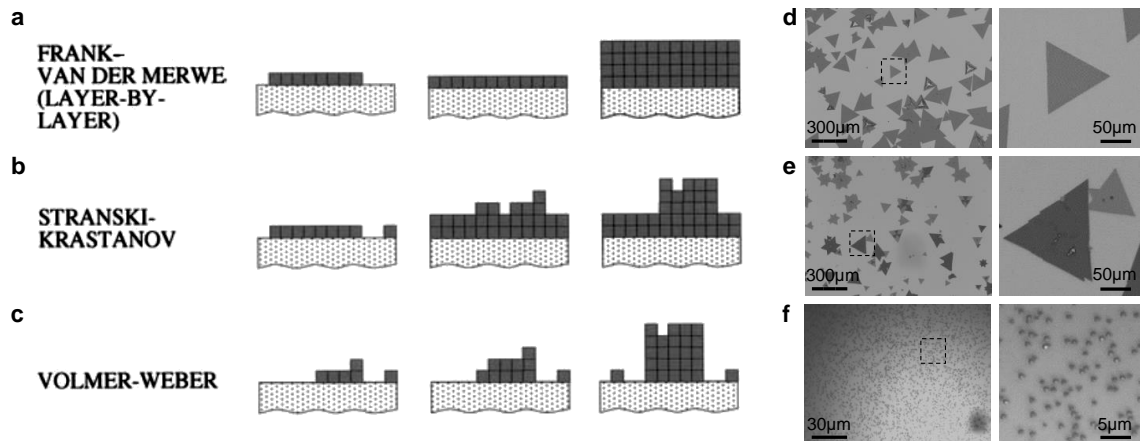 a
FRANK–
VAN DER MERWE
(LAYER-BY-
LAYER)
b
STRANSKI-
KRASTANOV
c
VOLMER-WEBER
d
300µm
50µm
e
300µm
50µm
f
30µm
5µm